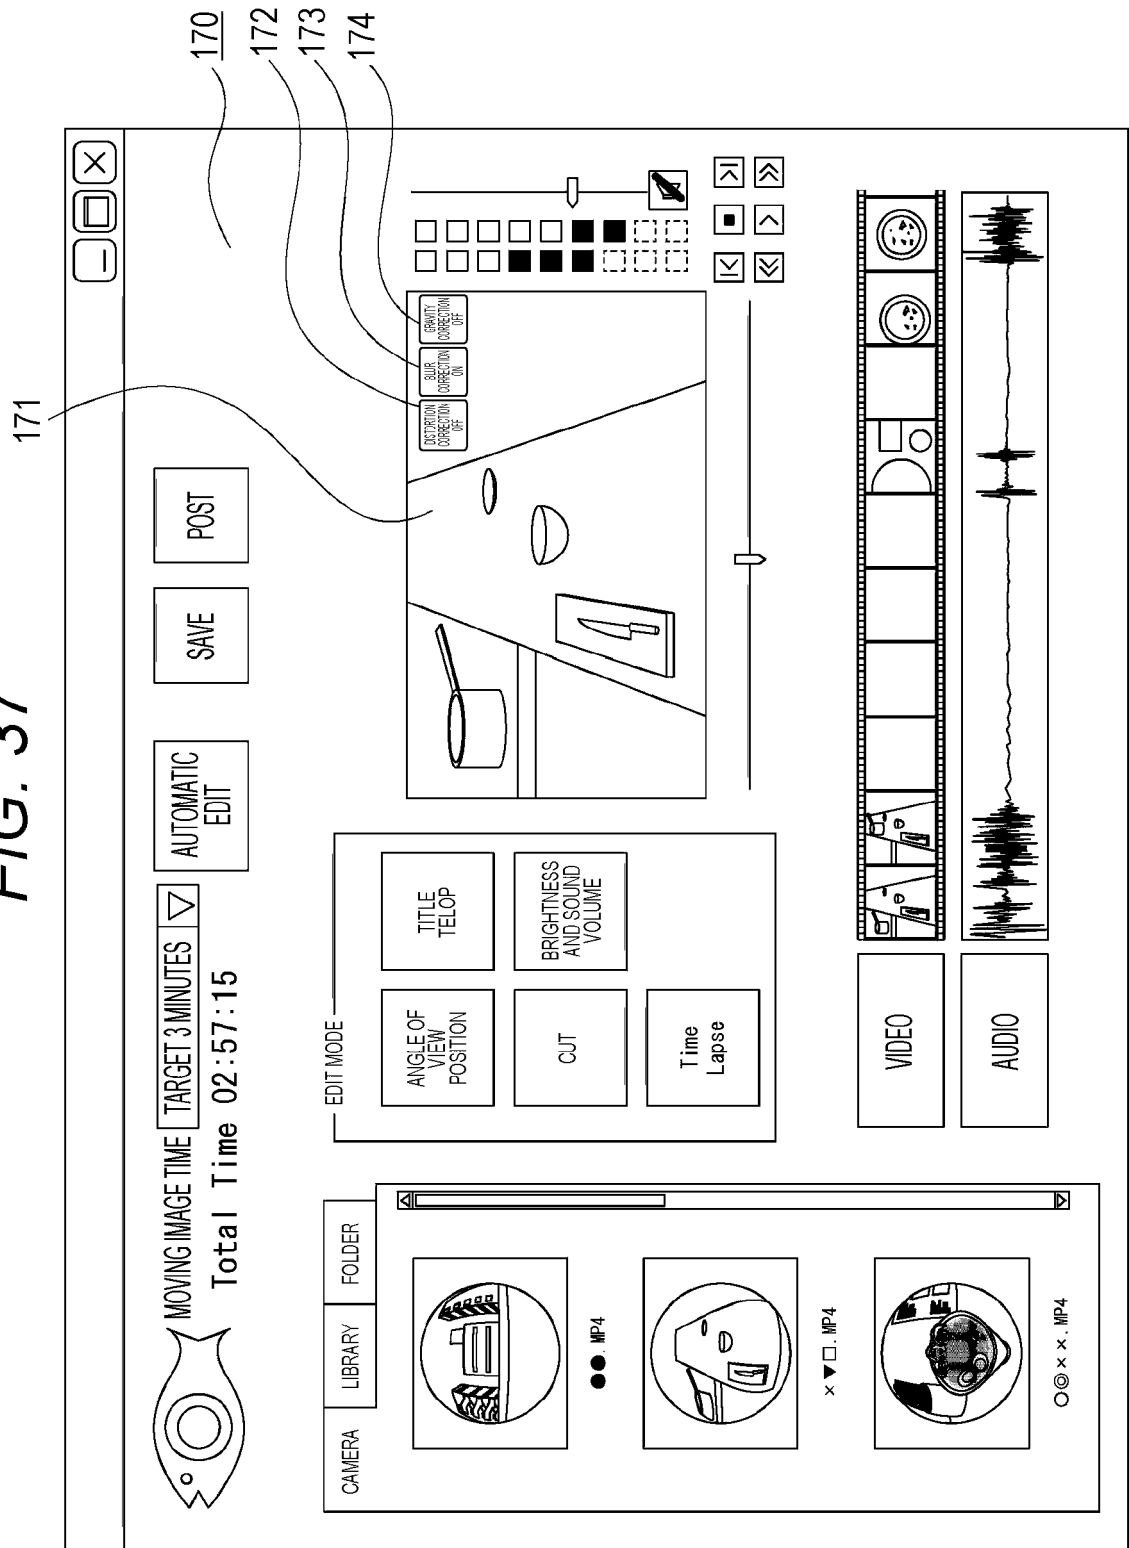 FIG. 37
170
171
172
173
174
MOVING IMAGE TIME
TARGET 3 MINUTES
Total Time 02:57:15
AUTOMATIC
EDIT
SAVE
POST
CAMERA
LIBRARY
FOLDER
●●.MP4
×▼□.MP4
○◎××.MP4
EDIT MODE
ANGLE OF
VIEW
POSITION
TITLE
TELOP
CUT
BRIGHTNESS
AND SOUND
VOLUME
Time
Lapse
DISTORTION
CORRECTION
OFF
BLUR
CORRECTION
ON
GRAVITY
CORRECTION
OFF
VIDEO
AUDIO